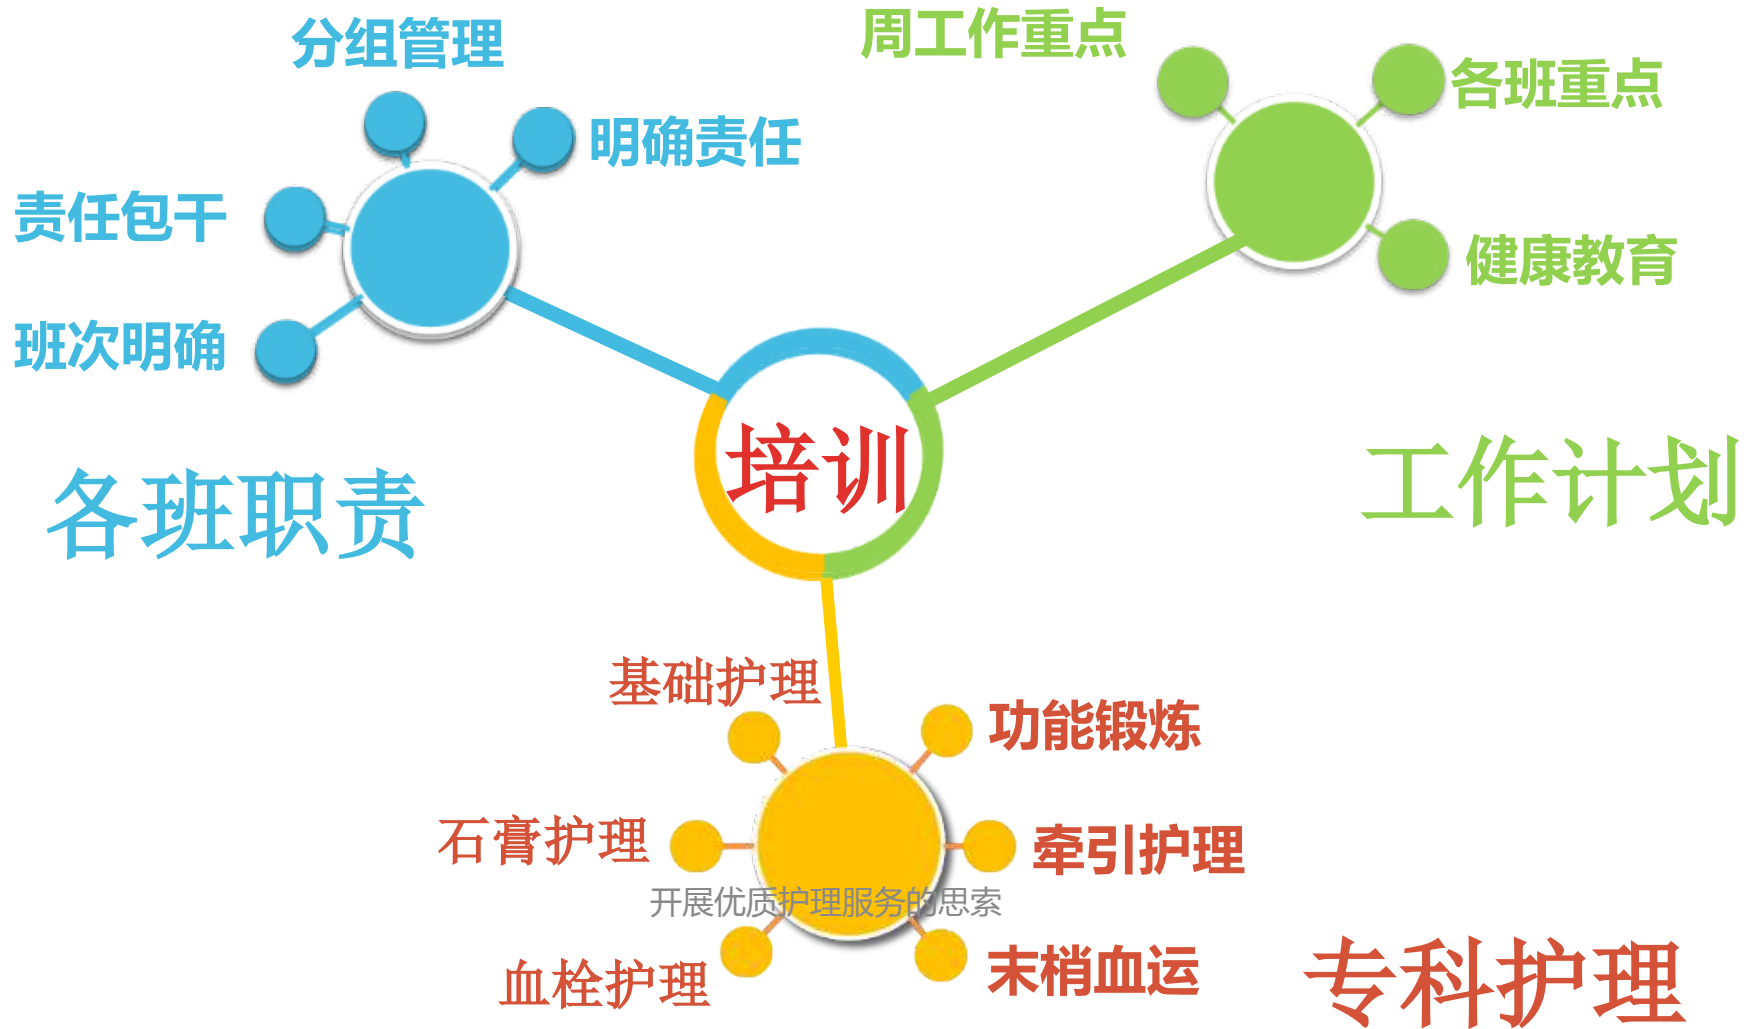 分组管理
明确责任
责任包干
班次明确
各班职责
周工作重点
各班重点
健康教育
工作计划
培训
基础护理
功能锻炼
石膏护理
牵引护理
开展优质护理服务的思索
血栓护理
末梢血运
专科护理